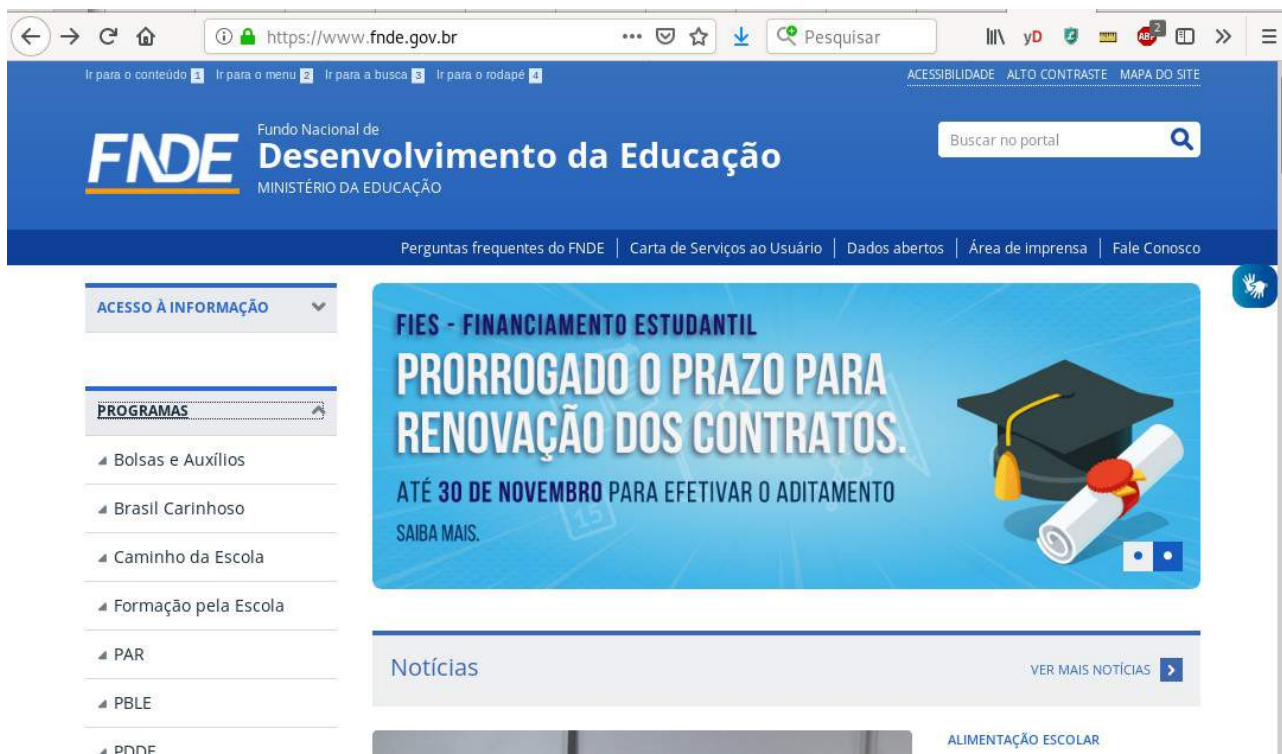 https://www.fnde.gov.br
Pesquisar
yD
ABP
2
Ir para o conteúdo 1 Ir para o menu 2 Ir para a busca 3 Ir para o rodapé 4
ACESSIBILIDADE ALTO CONTRASTE MAPA DO SITE
FNDE
Fundo Nacional de
Desenvolvimento da Educação
MINISTÉRIO DA EDUCAÇÃO
Buscar no portal
Perguntas frequentes do FNDE | Carta de Serviços ao Usuário | Dados abertos | Área de imprensa | Fale Conosco
ACESSO À INFORMAÇÃO
PROGRAMAS
Bolsas e Auxílios
Brasil Carinhoso
Caminho da Escola
Formação pela Escola
PAR
PBLE
PDDE
FIES - FINANCIAMENTO ESTUDANTIL
PRORROGADO O PRAZO PARA
RENOVAÇÃO DOS CONTRATOS.
ATÉ 30 DE NOVEMBRO PARA EFETIVAR O ADITAMENTO
SAIBA MAIS.
15
Notícias
VER MAIS NOTÍCIAS
ALIMENTAÇÃO ESCOLAR